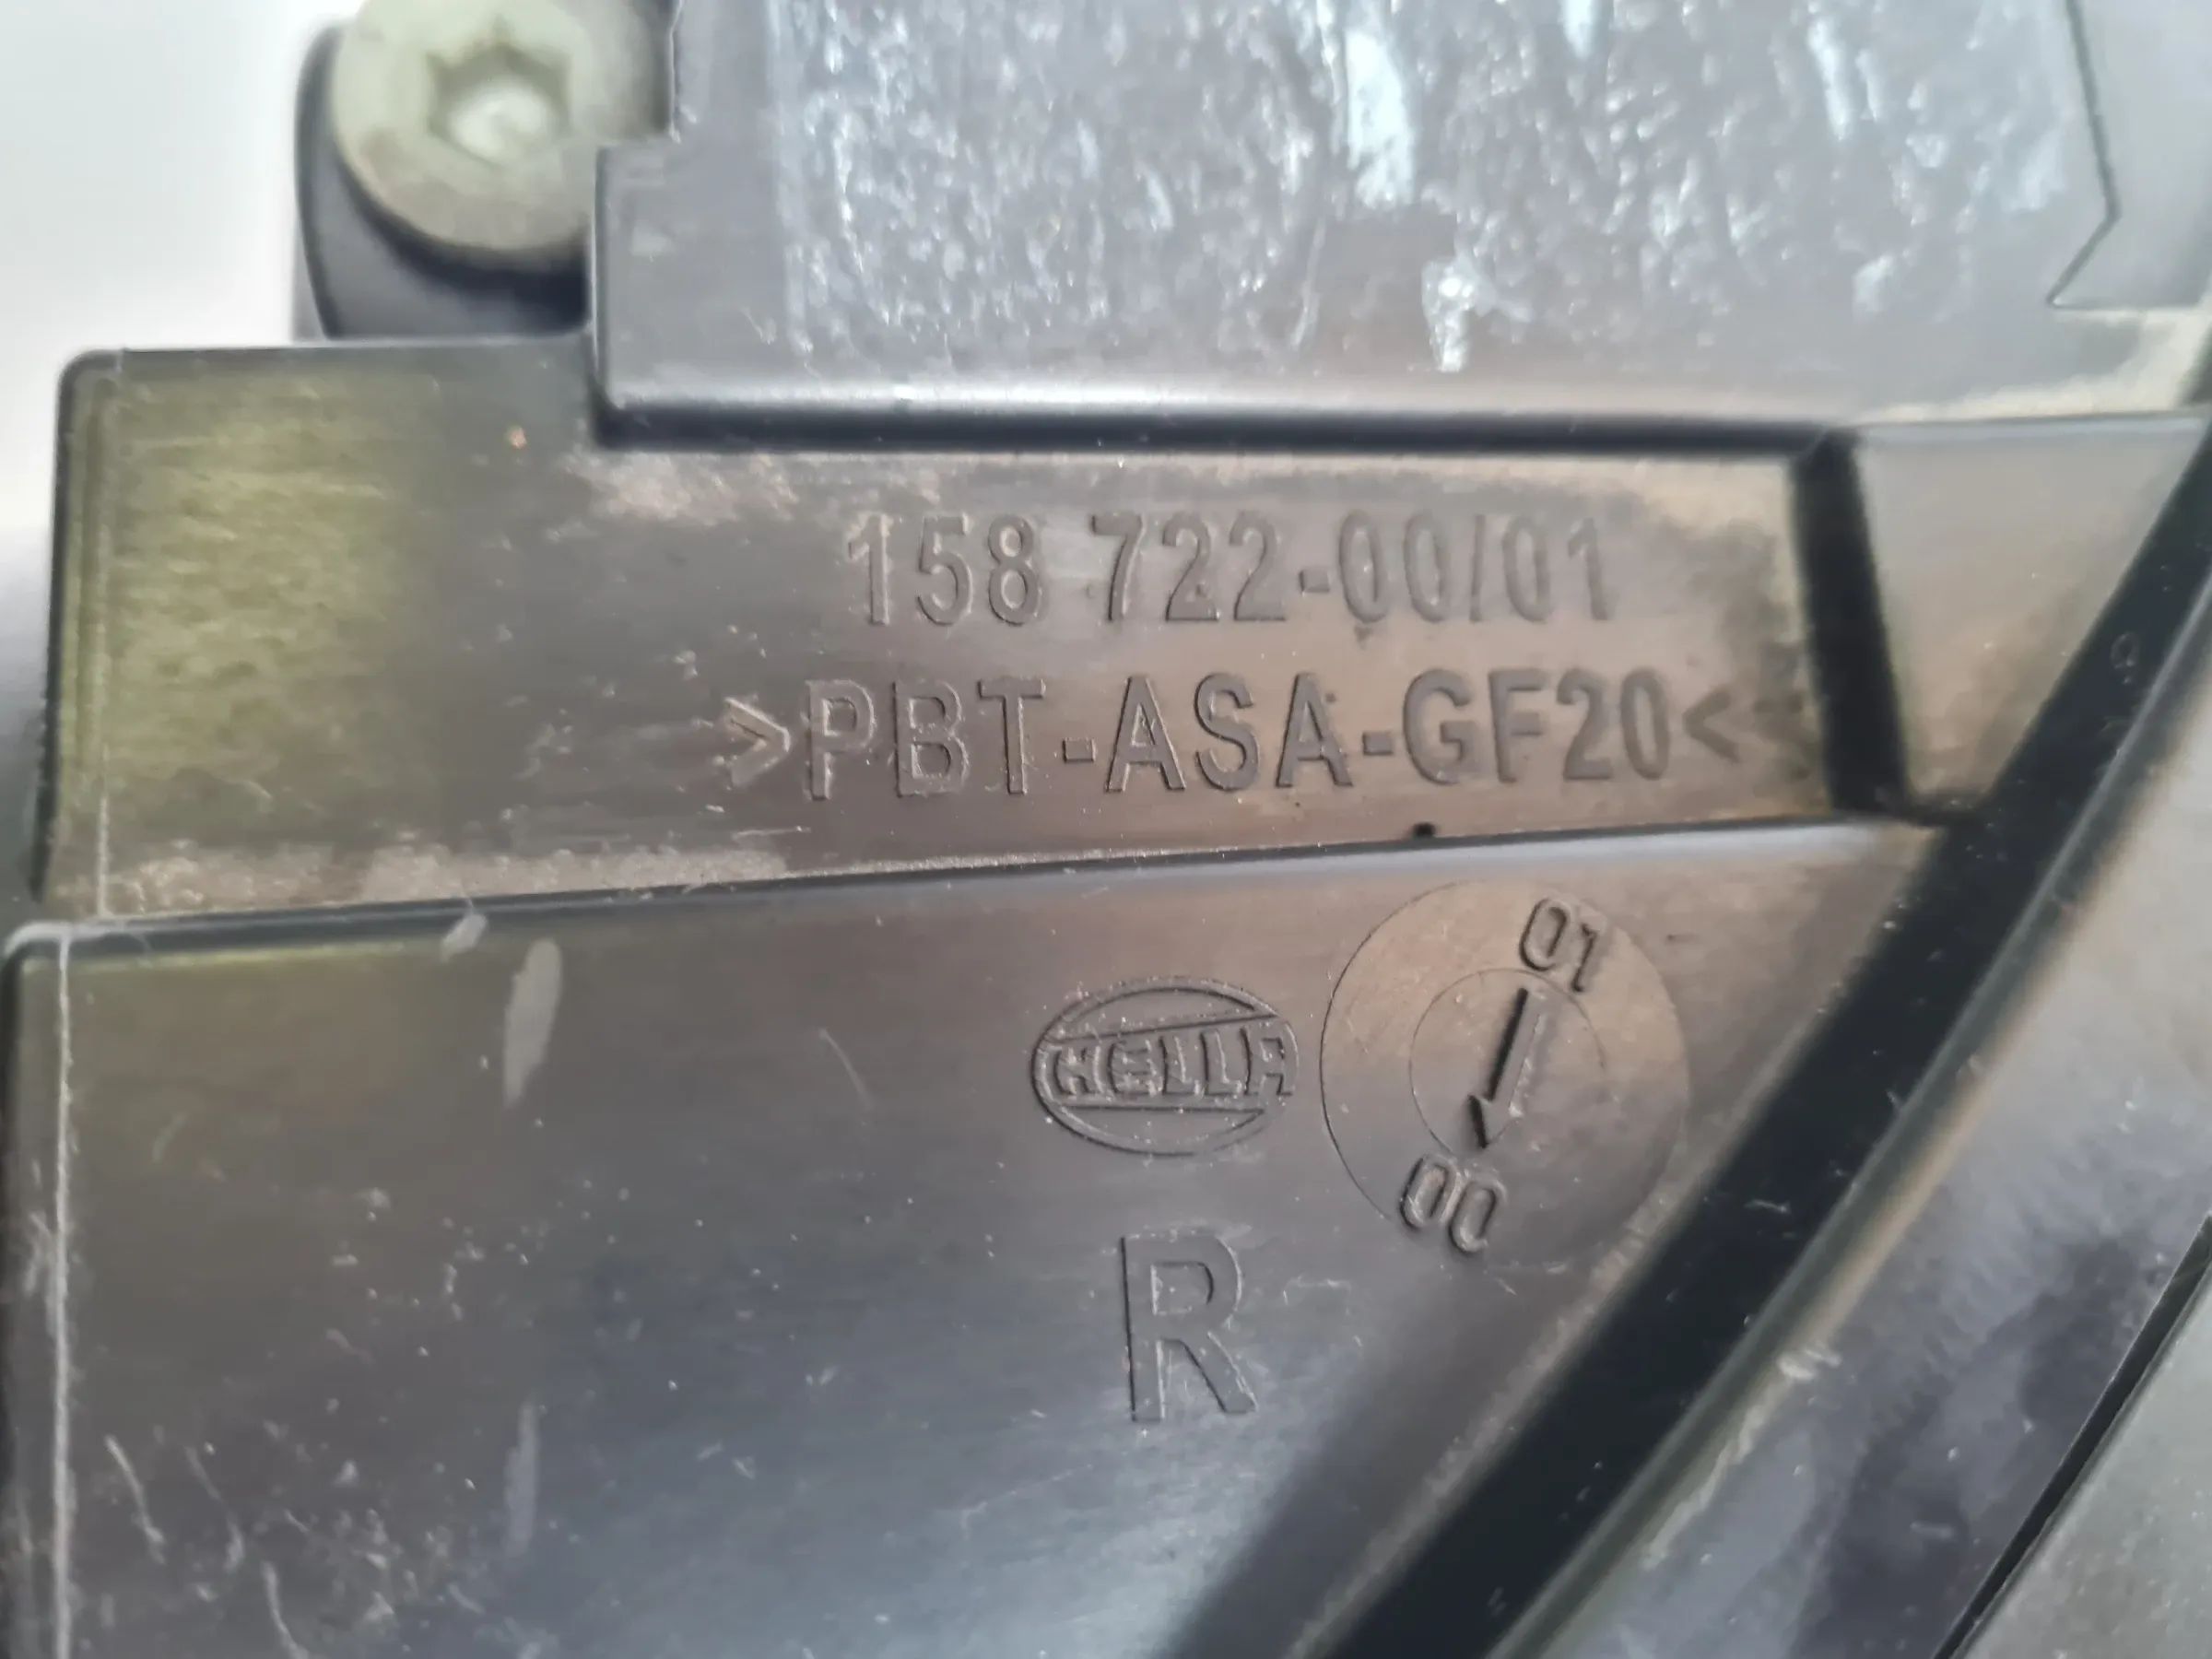 158 722-00/01
>PBT-ASA-GF20<
01
HELLA
00
R